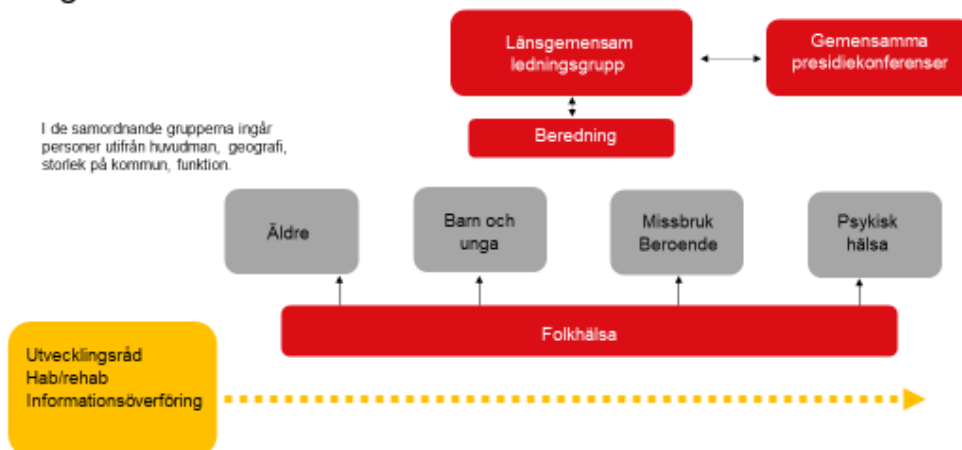 Länsgemensam
ledningsgrupp
Gemensamma
presidiekonferenser
Beredning
I de samordnande grupperna ingår
personer utifrån huvudman, geografi,
storlek på kommun, funktion.
Äldre
Barn och
unga
Missbruk
Beroende
Psykisk
hälsa
Folkhälsa
Utvecklingsråd
Hab/rehab
Informationsöverföring